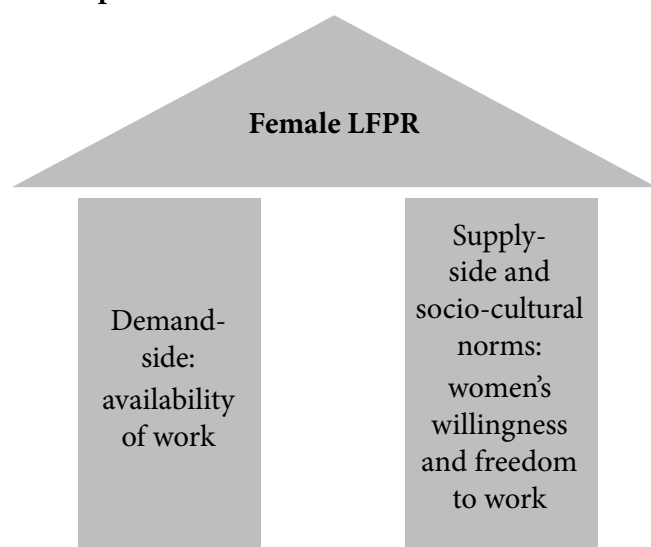 Female LFPR
Demand-
side:
availability
of work
Supply-
side and
socio-cultural
norms:
women's
willingness
and freedom
to work